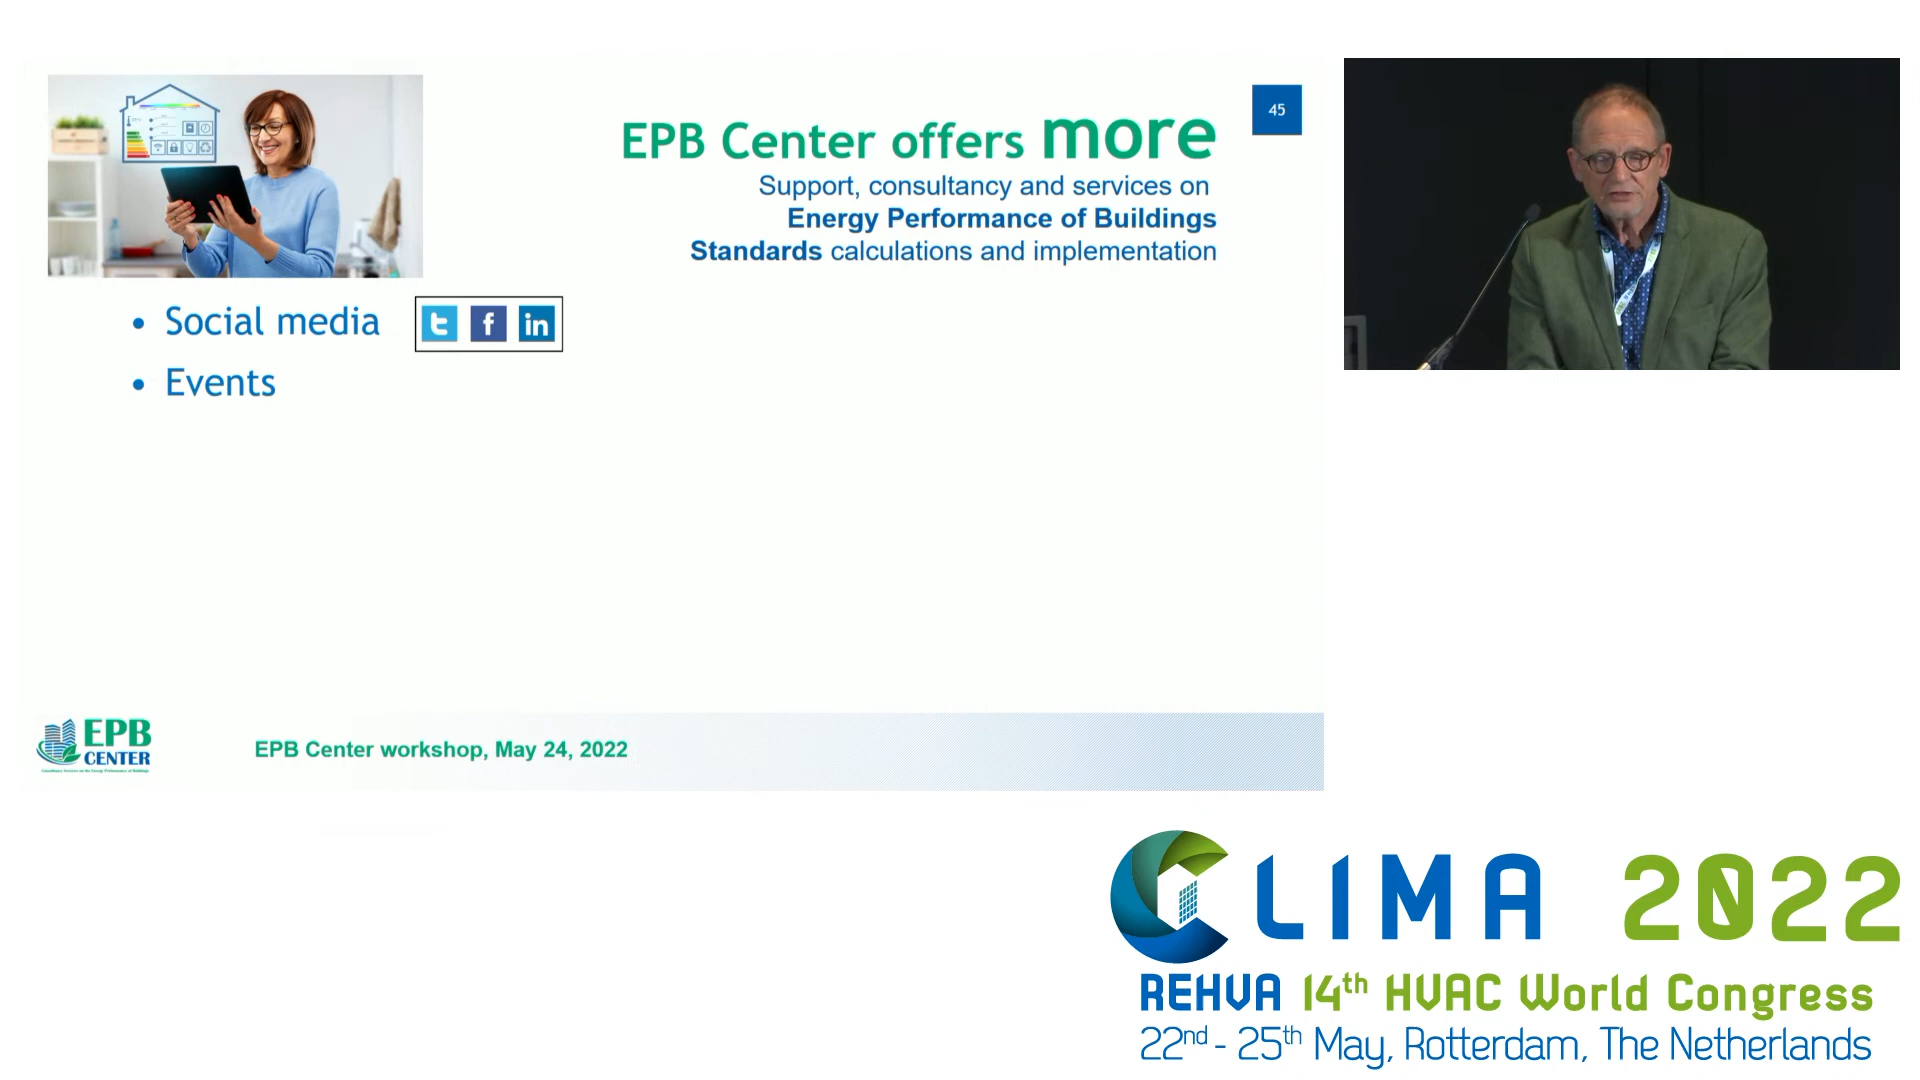 45
EPB Center offers more
Support, consultancy and services on
Energy Performance of Buildings
Standards calculations and implementation
• Social media
• Events
EPB
CENTER
EPB Center workshop, May 24, 2022
CLIMA 2022
REHVA 14th HVAC World Congress
22nd - 25th May, Rotterdam, The Netherlands